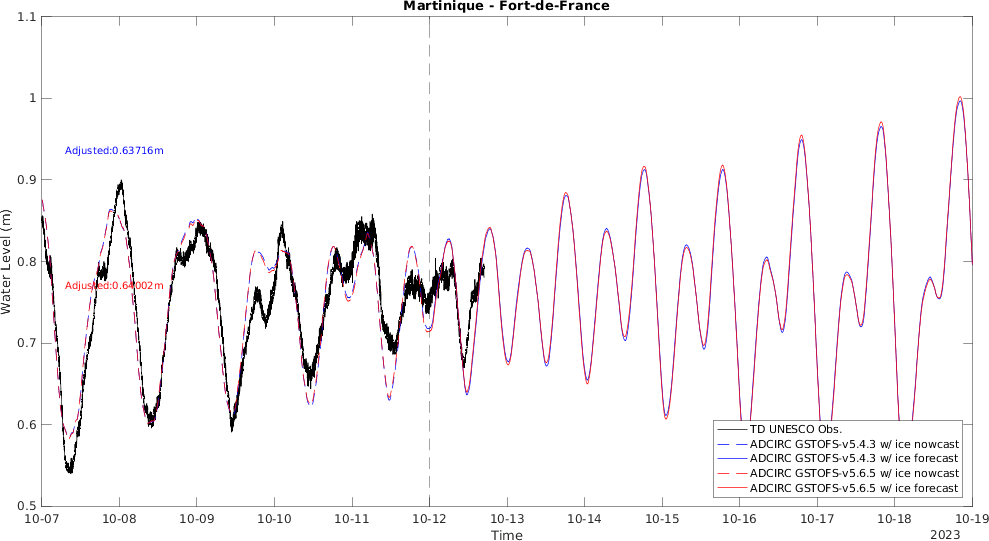 Martinique - Fort-de-France
1.1
1
0.9
0.8
0.7
0.6
0.5
Water Level (m)
Adjusted:0.63716m
Adjusted:0.64002m
TD UNESCO Obs.
ADCIRC GSTOFS-v5.4.3 w/ ice nowcast
ADCIRC GSTOFS-v5.4.3 w/ ice forecast
ADCIRC GSTOFS-v5.6.5 w/ ice nowcast
ADCIRC GSTOFS-v5.6.5 w/ ice forecast
10-07 10-08 10-09 10-10 10-11 10-12 10-13 10-14 10-15 10-16 10-17 10-18 10-19
Time
2023